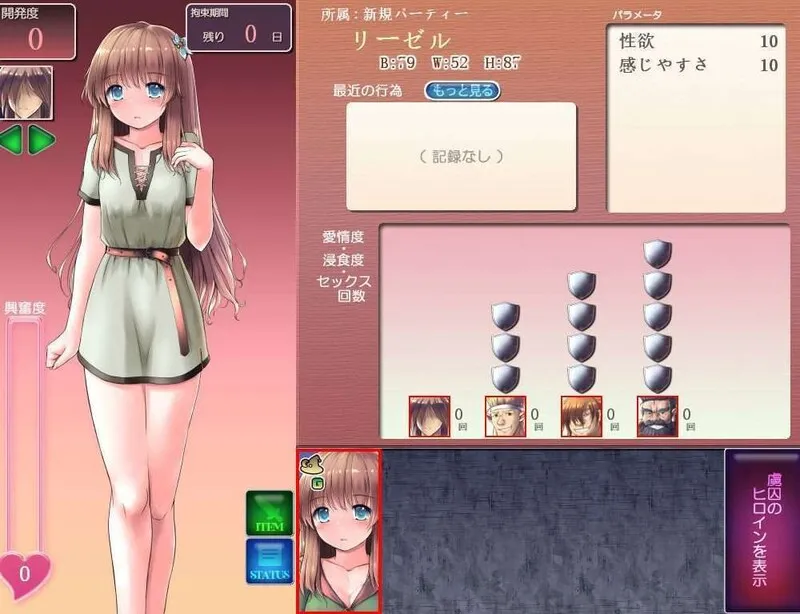 開発度
0
拘束期間
残り 0 日
興奮度
0
ITEM
STATUS
所属:新規パーティー
リーゼル
B:79 W:52 H:87
最近の行為
もっと見る
(記録なし)
パラメータ
性欲 10
感じやすさ 10
愛情度
・
浸食度
・
セックス
回数
0回
0回
0回
0回
G
虜囚の
ヒロインを表示